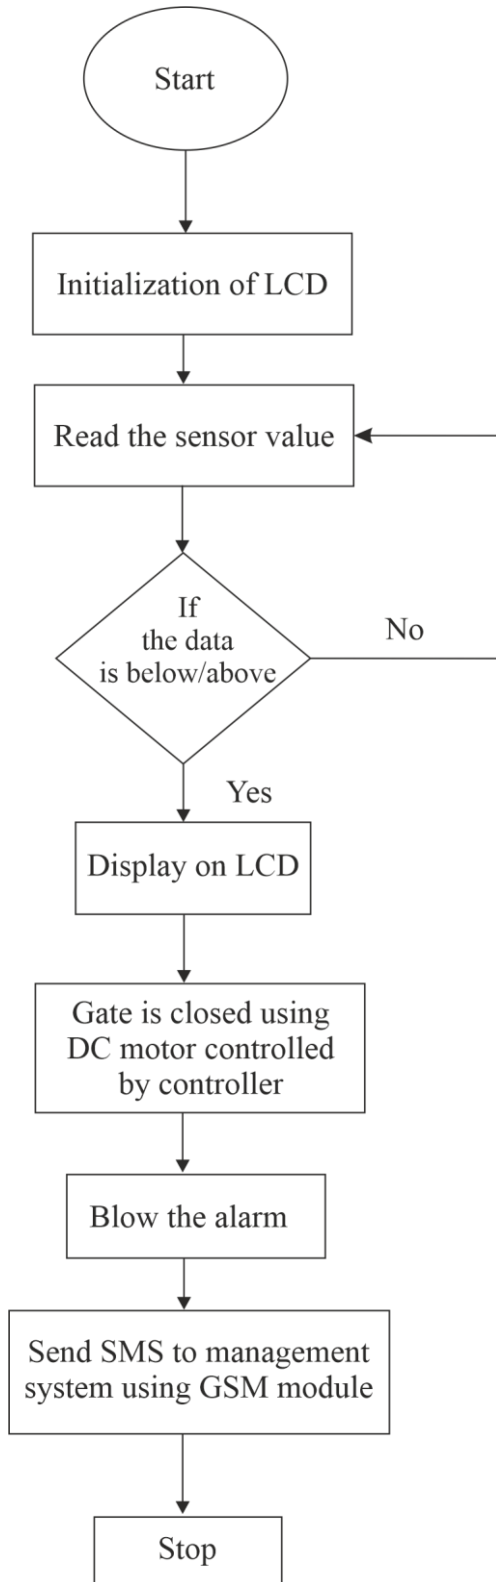 Start
Initialization of LCD
Read the sensor value
If
the data
is below/above
No
Yes
Display on LCD
Gate is closed using
DC motor controlled
by controller
Blow the alarm
Send SMS to management
system using GSM module
Stop